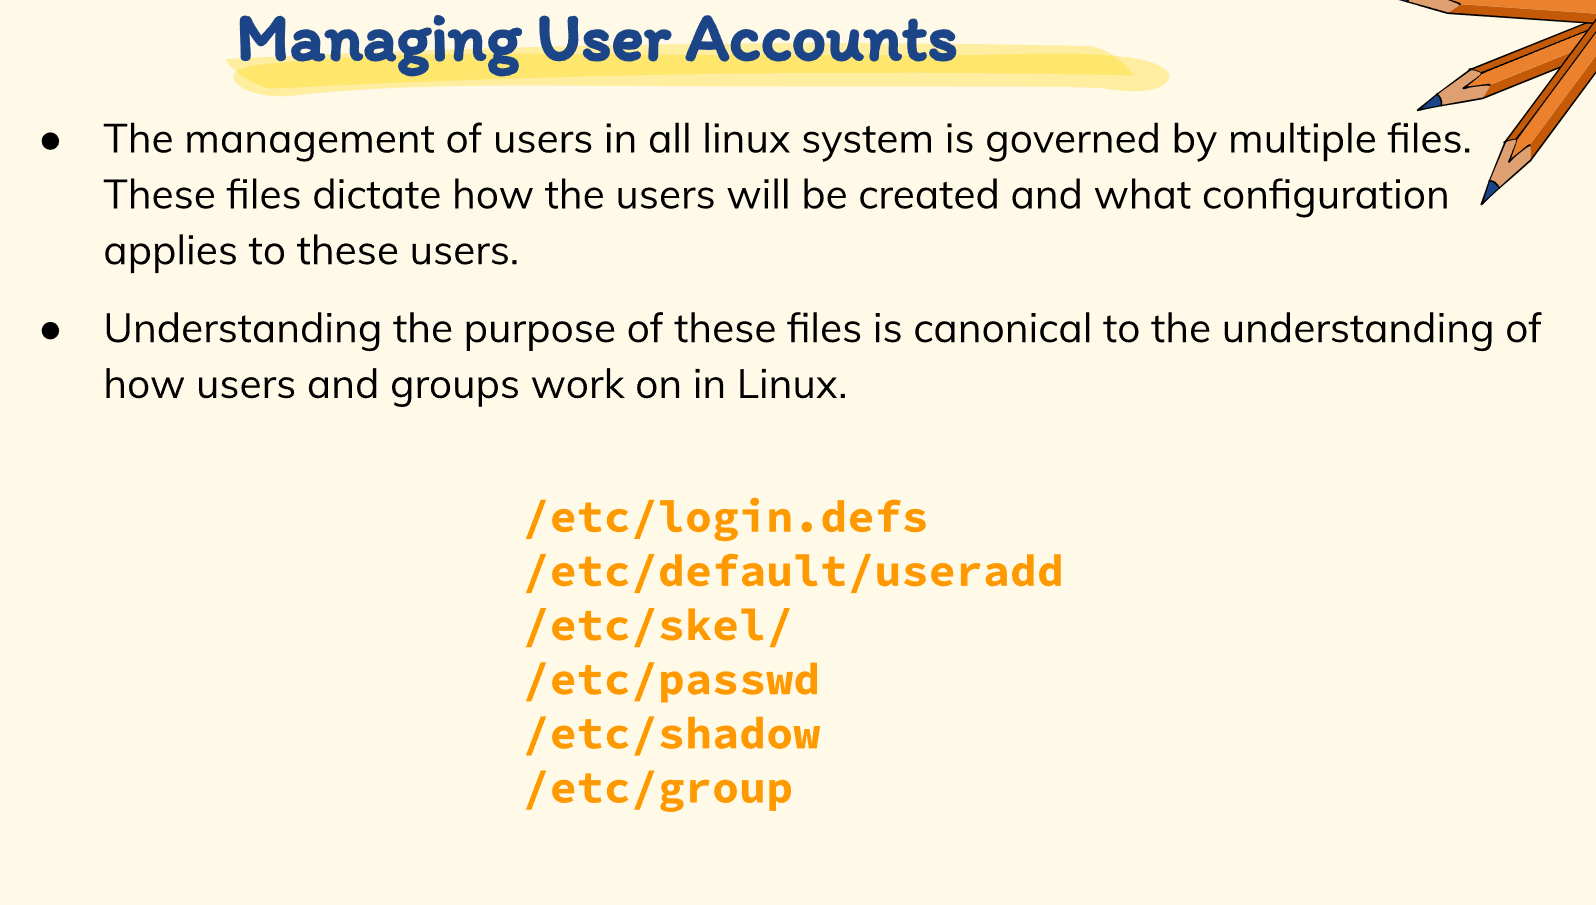 Managing User Accounts
● The management of users in all linux system is governed by multiple files.
These files dictate how the users will be created and what configuration
applies to these users.
● Understanding the purpose of these files is canonical to the understanding of
how users and groups work on in Linux.
/etc/login.defs
/etc/default/useradd
/etc/skel/
/etc/passwd
/etc/shadow
/etc/group